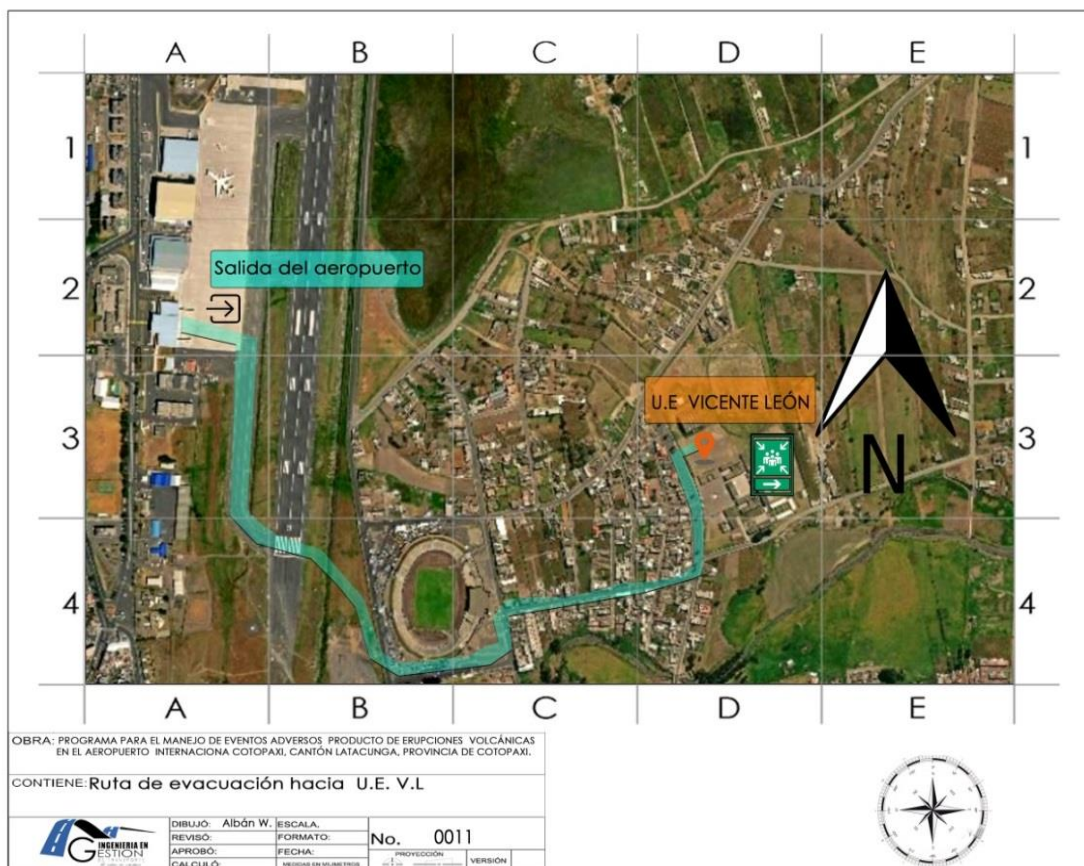 A B C D E
1 1
2 2
3 3
4 4
Salida del aeropuerto
U.E VICENTE LEÓN
N
A B C D E
OBRA: PROGRAMA PARA EL MANEJO DE EVENTOS ADVERSOS PRODUCTO DE ERUPCIONES VOLCÁNICAS
EN EL AEROPUERTO INTERNACIONA COTOPAXI, CANTÓN LATACUNGA, PROVINCIA DE COTOPAXI.
CONTIENE: Ruta de evacuación hacia U.E. V.L
INGENIERIA EN
GESTION
DIBUJÓ: Albán W. ESCALA,
REVISÓ: FORMATO:
No. 0011
APROBÓ: FECHA:
CALCULÓ: MEDIDAS EN MILIMETROS
PROYECCIÓN
VERSIÓN